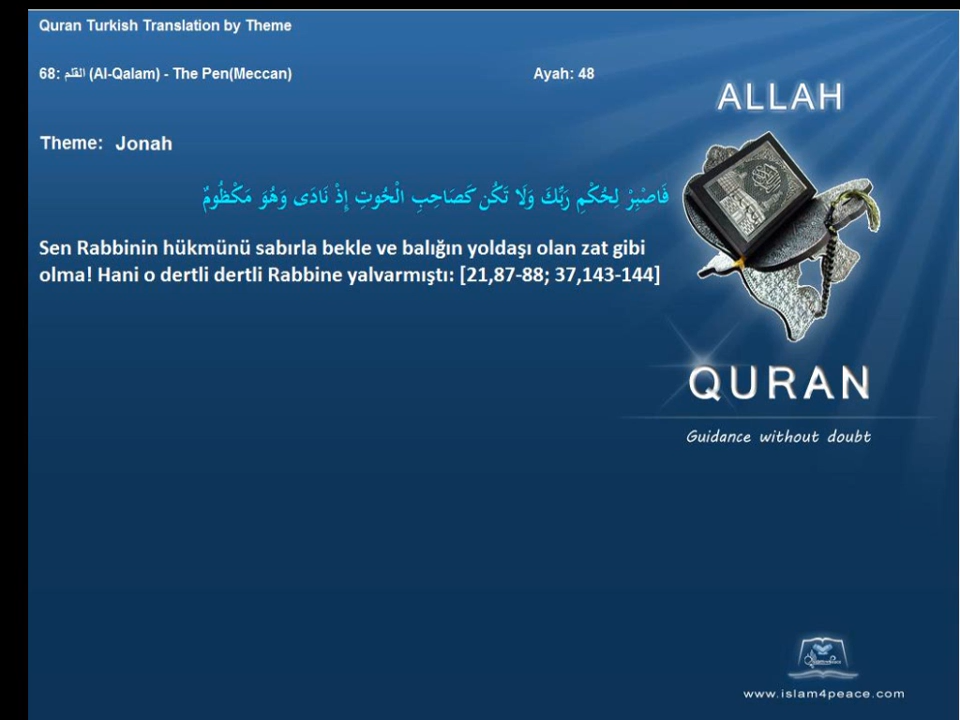 Quran Turkish Translation by Theme
68: القلم (Al-Qalam) - The Pen(Meccan)
Ayah: 48
ALLAH
Theme: Jonah
فَاصْبِرْ لِحُكْمِ رَبِّكَ وَلَا تَكُن كَصَاحِبِ الْحُوتِ إِذْ نَادَى وَهُوَ مَكْظُومٌ
Sen Rabbinin hükmünü sabırla bekle ve balığın yoldaşı olan zat gibi
olma! Hani o dertli dertli Rabbine yalvarmıştı: [21,87-88; 37,143-144]
QURAN
Guidance without doubt
www.islam4peace.com